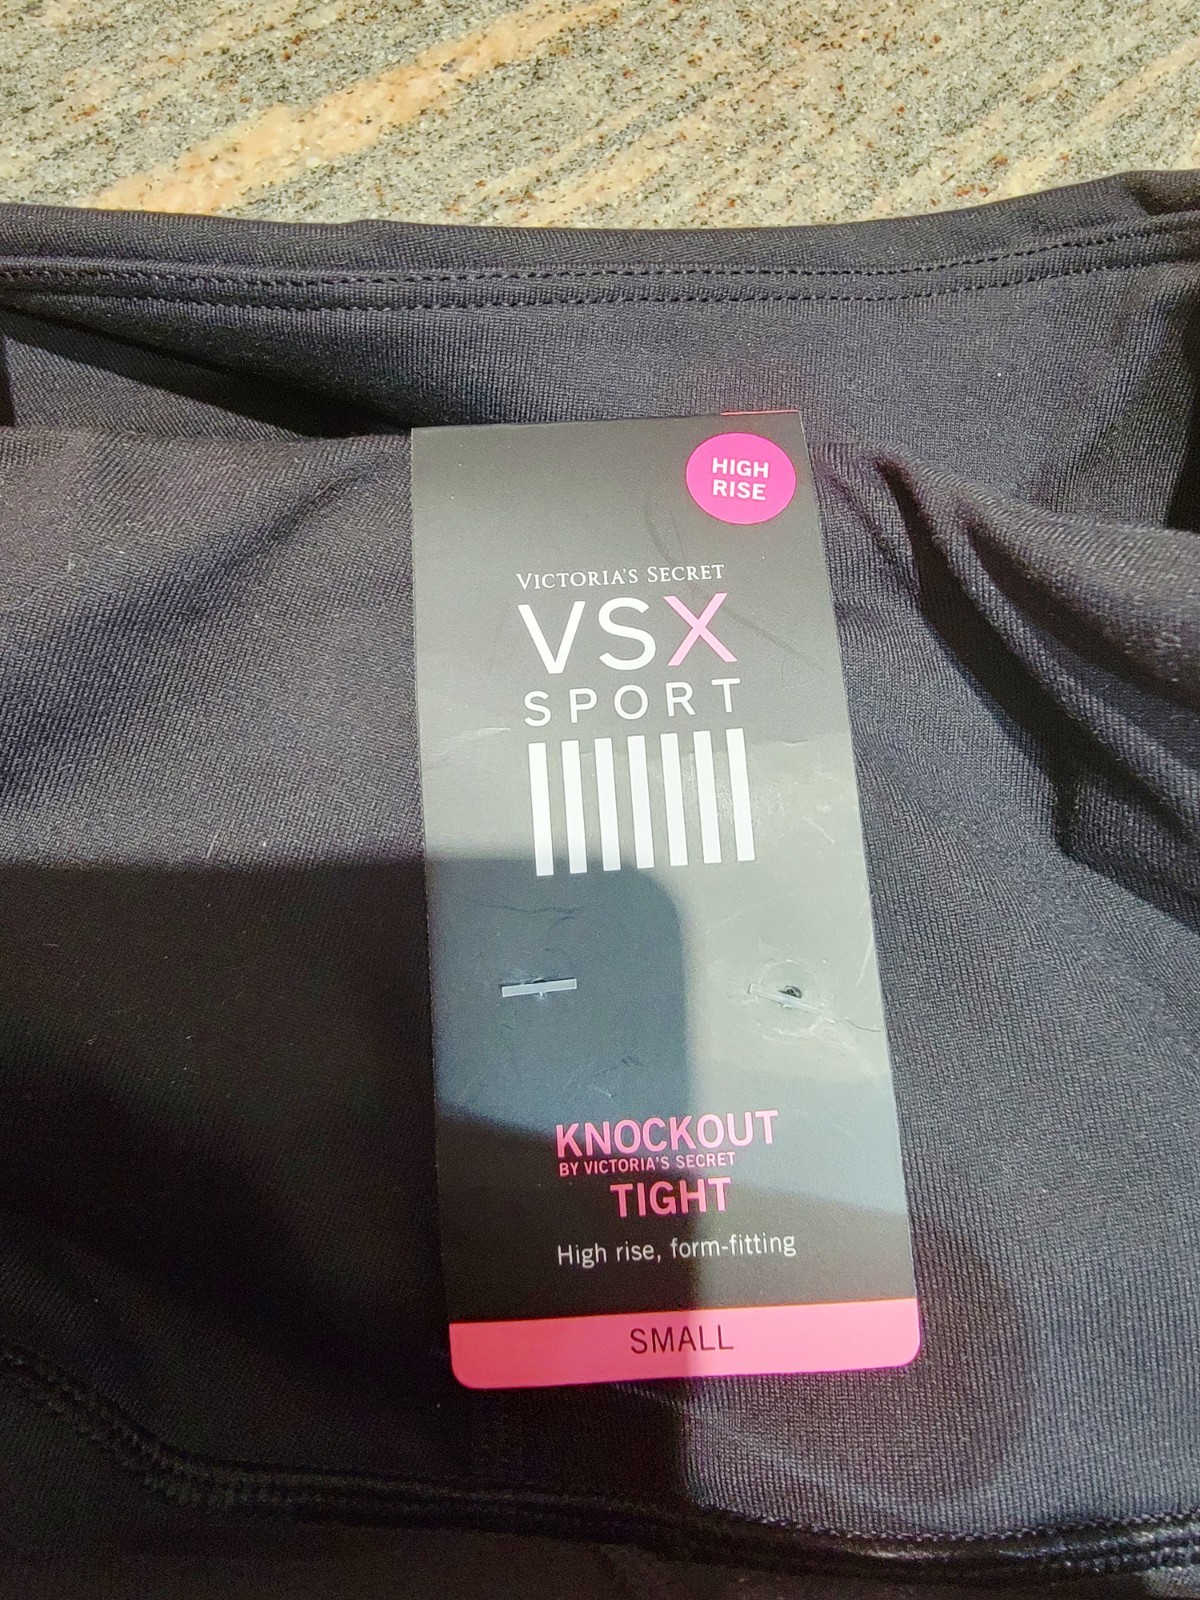 HIGH
RISE
VICTORIA'S SECRET
VSX
SPORT
KNOCKOUT
BY VICTORIA'S SECRET
TIGHT
High rise, form-fitting
SMALL